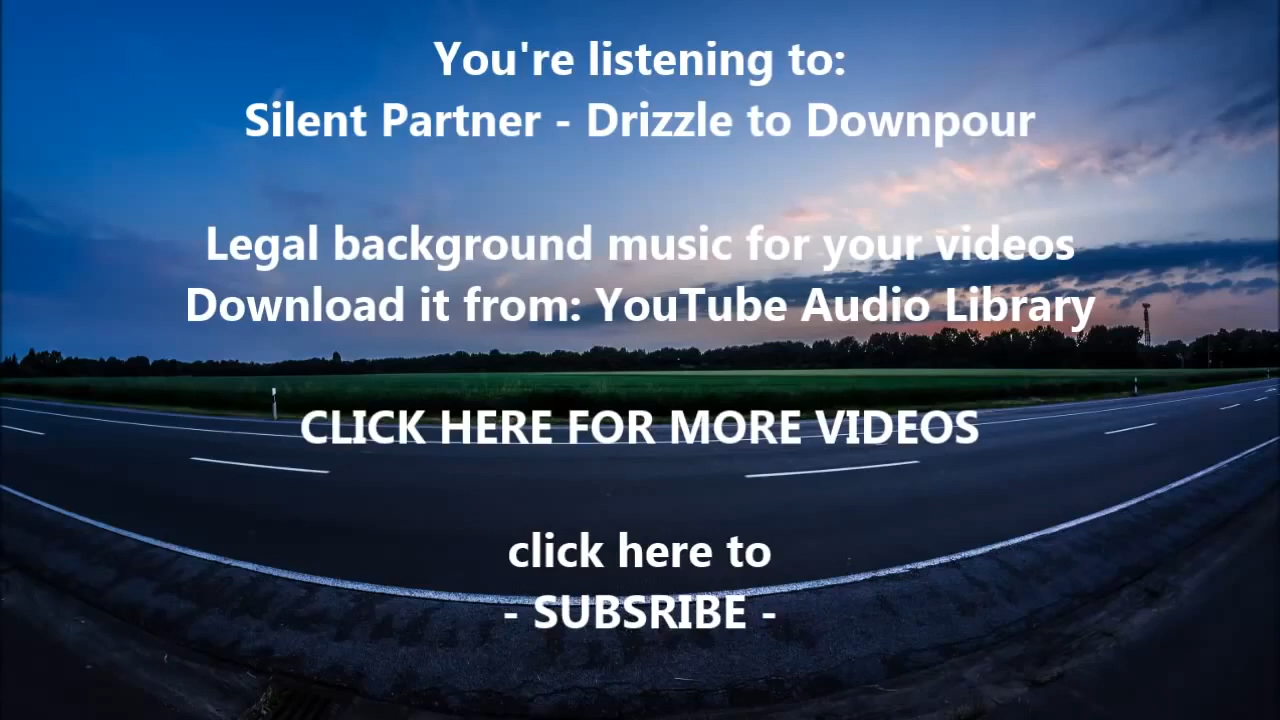 You're listening to:
Silent Partner - Drizzle to Downpour
Legal background music for your videos
Download it from: YouTube Audio Library
CLICK HERE FOR MORE VIDEOS
click here to
- SUBSRIBE -